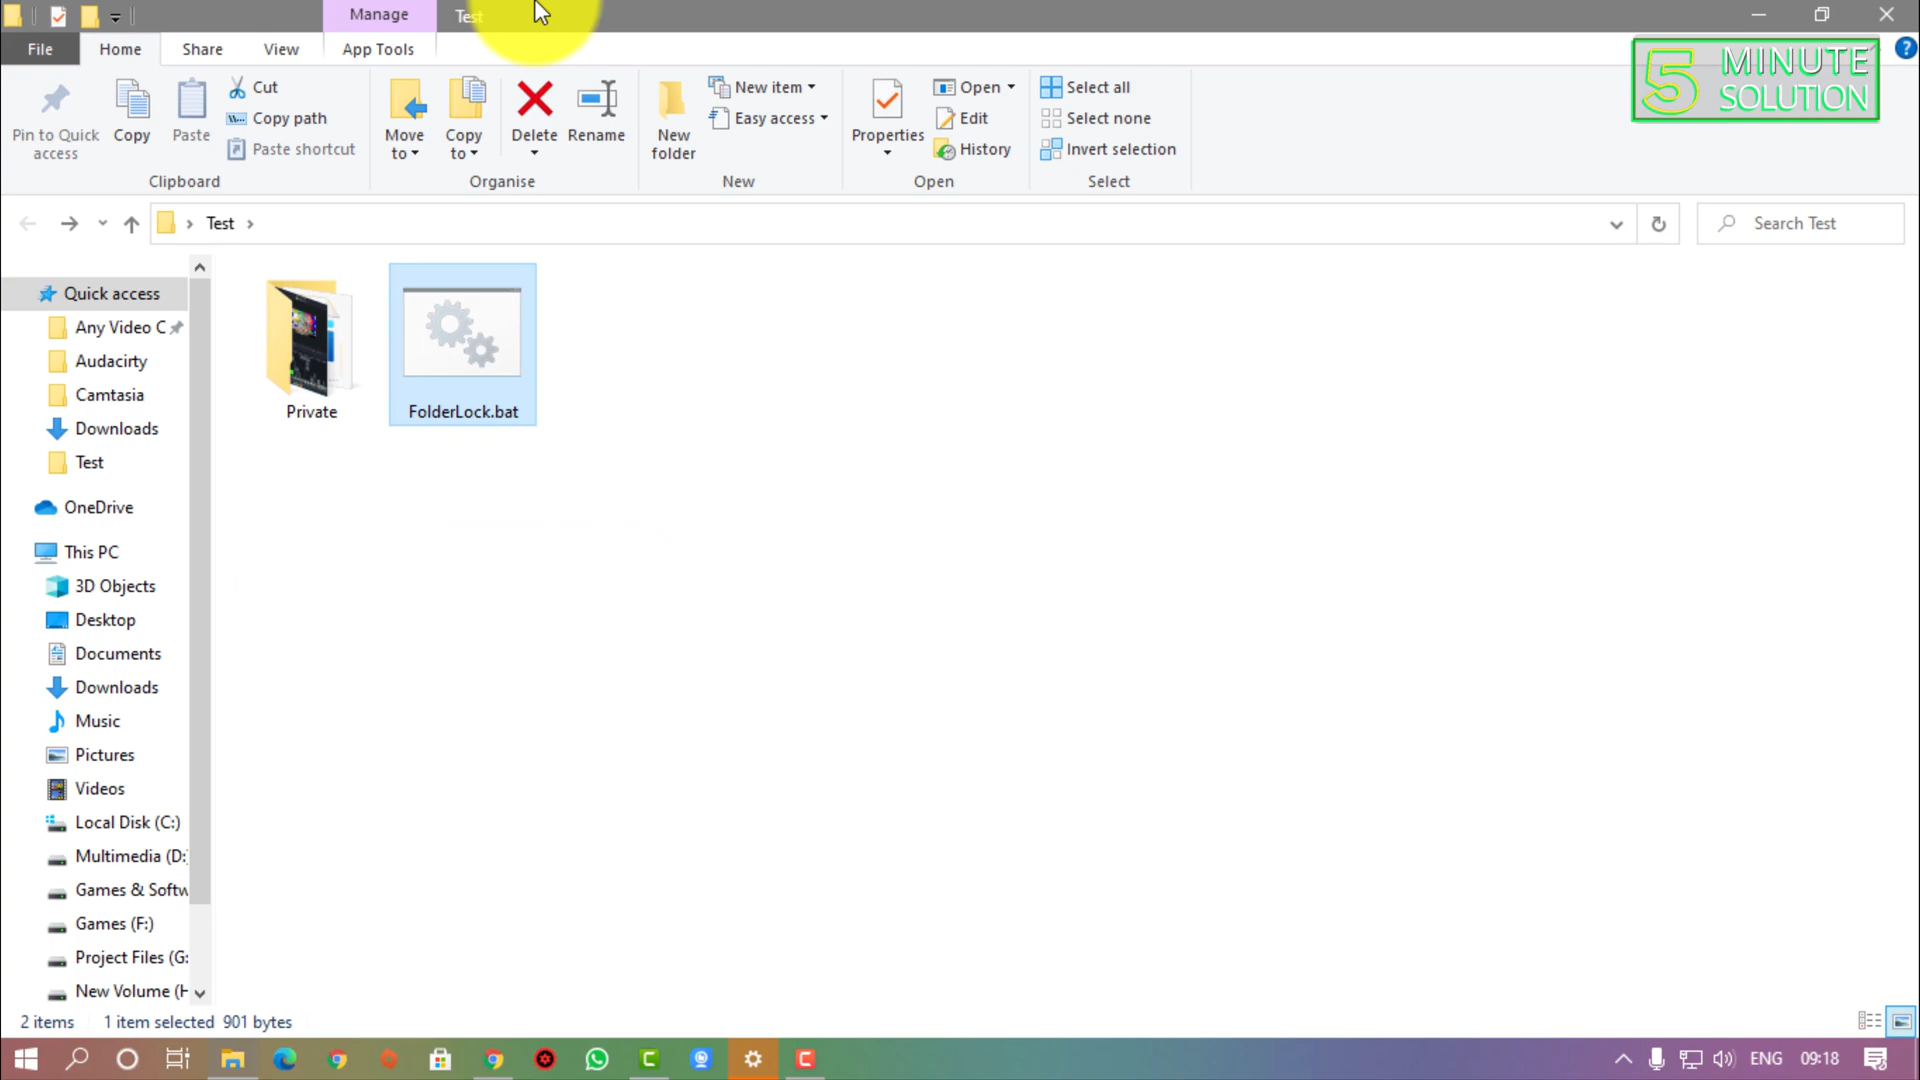 Manage
Test
File
Home
Share
View
App Tools
5 MINUTE SOLUTION
Pin to Quick access
Copy
Paste
Cut
Copy path
Paste shortcut
Clipboard
Move to
Copy to
Delete
Rename
Organise
New folder
New item
Easy access
New
Properties
Open
Edit
History
Open
Select all
Select none
Invert selection
Select
Test
Search Test
Quick access
Any Video C
Audacirty
Camtasia
Downloads
Test
OneDrive
This PC
3D Objects
Desktop
Documents
Downloads
Music
Pictures
Videos
Local Disk (C:)
Multimedia (D:
Games & Softw
Games (F:)
Project Files (G:
New Volume (H
Private
FolderLock.bat
2 items
1 item selected 901 bytes
ENG
09:18